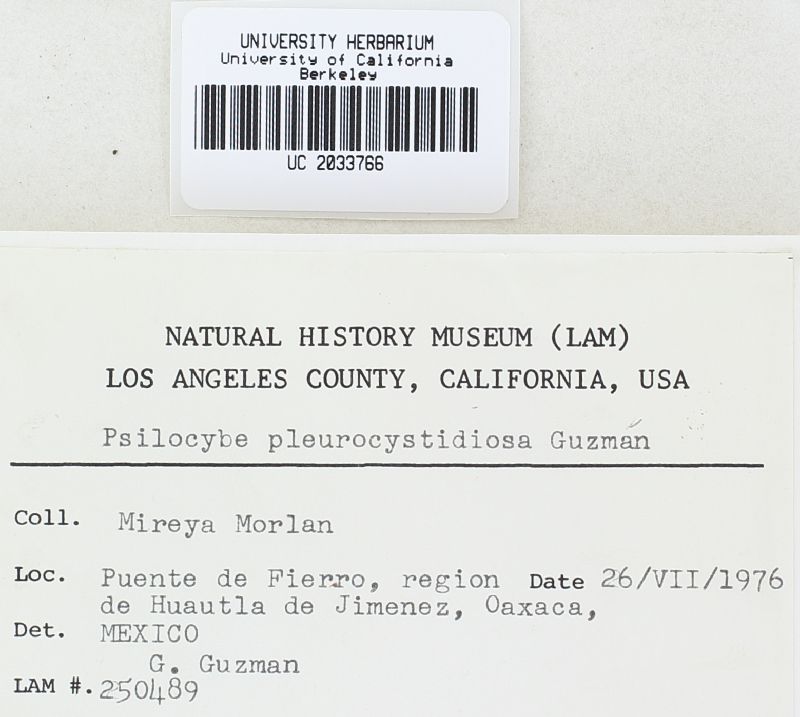 UNIVERSITY HERBARIUM
University of California
Berkeley
UC 2033766
NATURAL HISTORY MUSEUM (LAM)
LOS ANGELES COUNTY, CALIFORNIA, USA
Psilocybe pleurocystidiosa Guzmán
Coll. Mireya Morlan
Loc. Puente de Fierro, region Date 26/VII/1976
de Huautla de Jimenez, Oaxaca,
Det. MEXICO
G. Guzman
LAM #. 250489